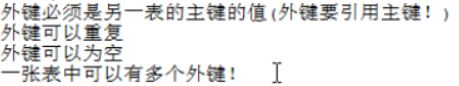 外键必须是另一表的主键的值(外键要引用主键！)
外键可以重复
外键可以为空
一张表中可以有多个外键！